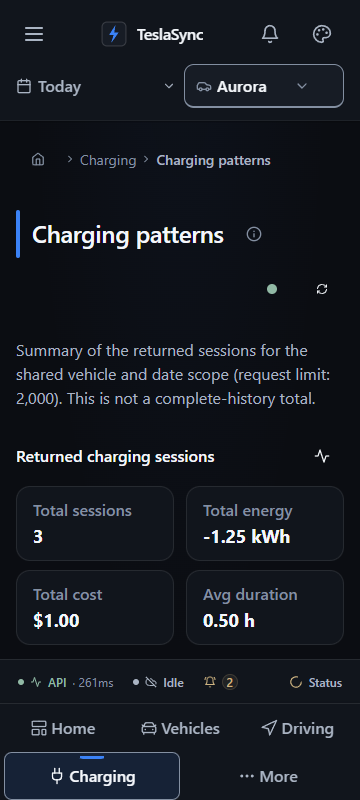 TeslaSync
Today
Aurora
Charging
Charging patterns
Charging patterns
Summary of the returned sessions for the
shared vehicle and date scope (request limit:
2,000). This is not a complete-history total.
Returned charging sessions
Total sessions
3
Total energy
-1.25 kWh
Total cost
$1.00
Avg duration
0.50 h
API · 261ms
Idle
2
Status
Home
Vehicles
Driving
Charging
More